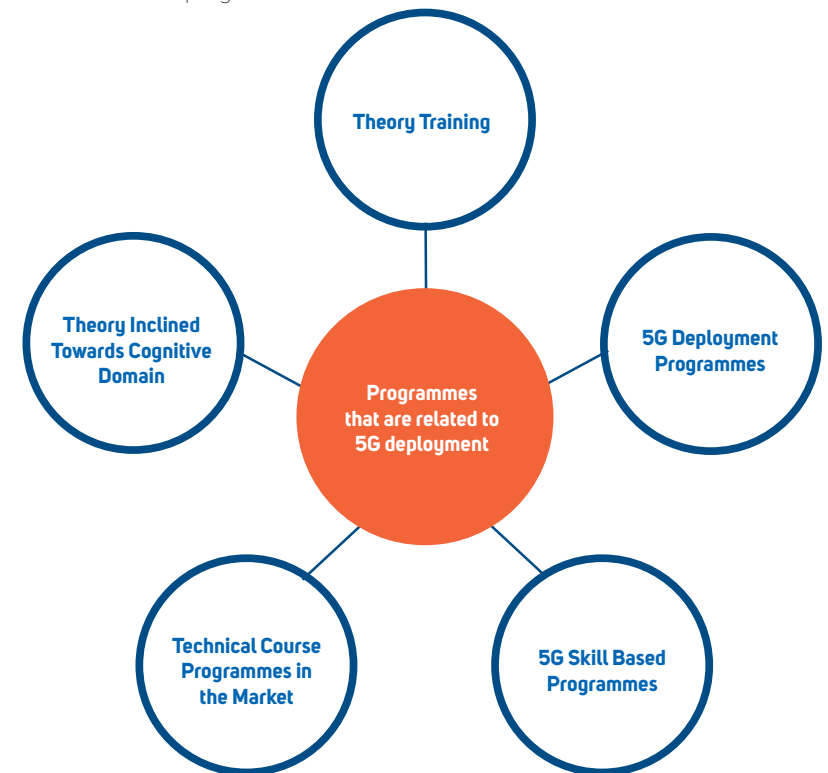 Theory Training
5G Deployment
Programmes
5G Skill Based
Programmes
Technical Course
Programmes in
the Market
Theory Inclined
Towards Cognitive
Domain
Programmes
that are related to
5G deployment